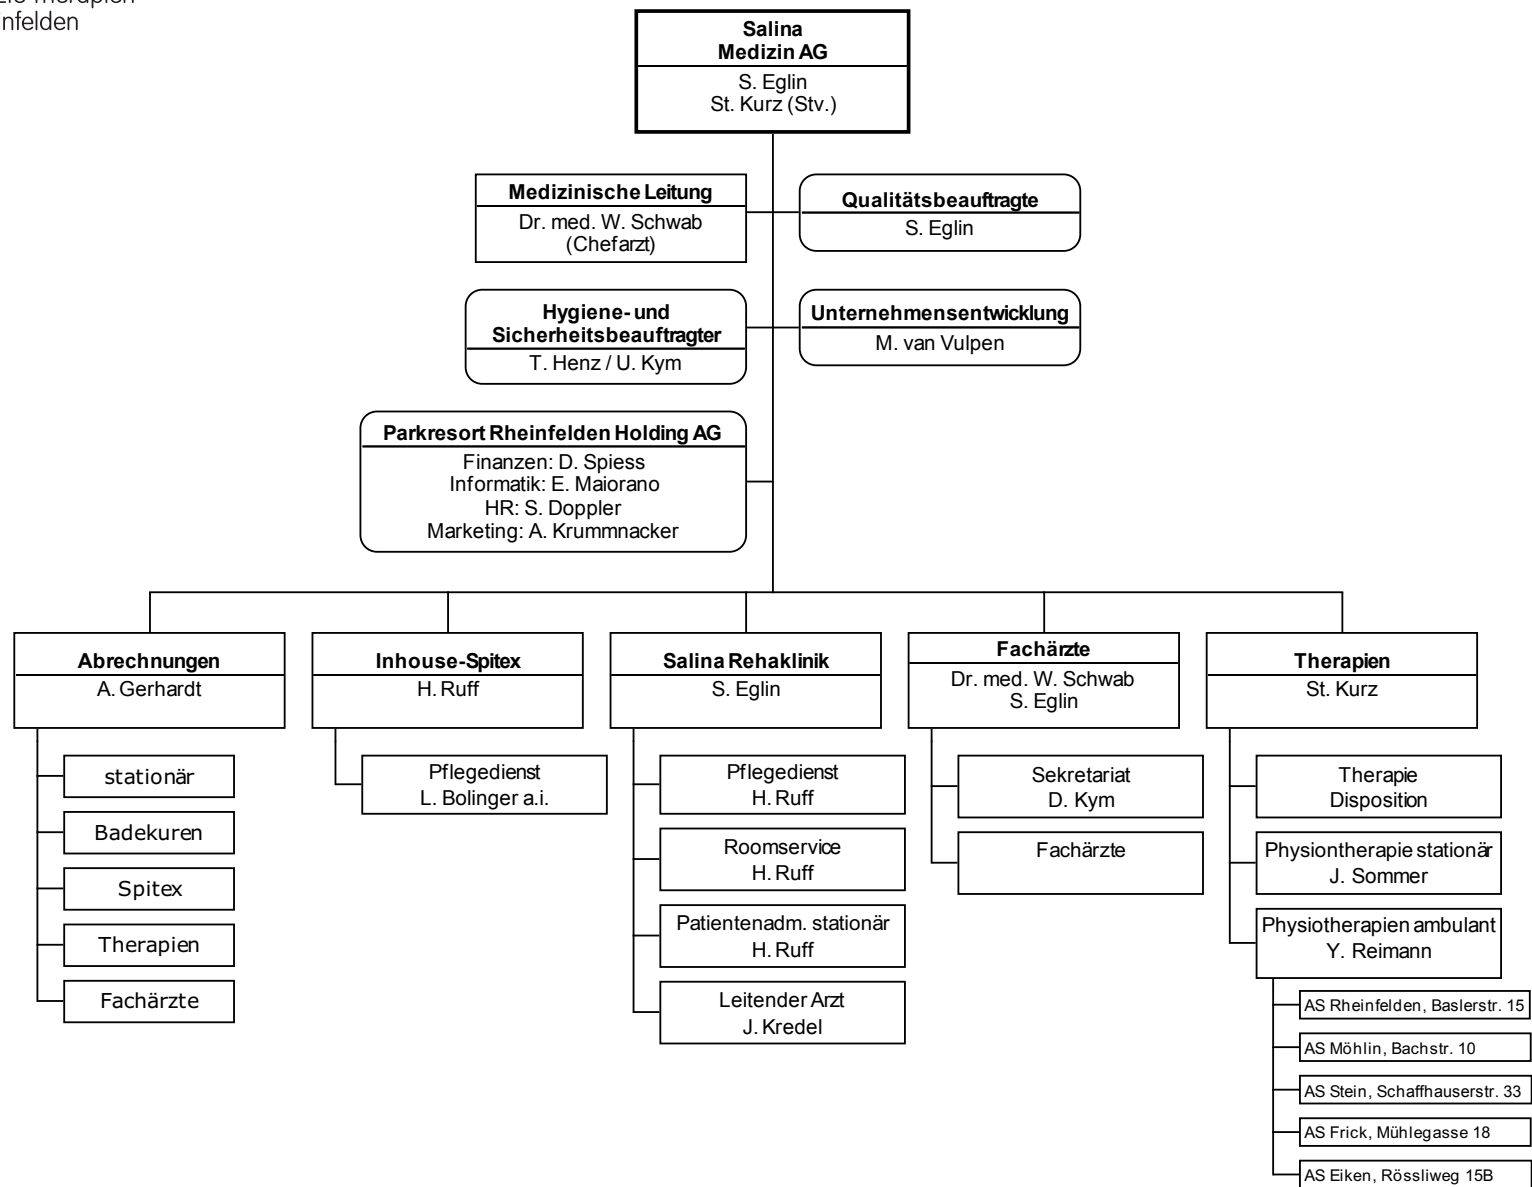 Therapien
nfelden
Salina
Medizin AG
S. Eglin
St. Kurz (Stv.)
Medizinische Leitung
Dr. med. W. Schwab
(Chefarzt)
Qualitätsbeauftragte
S. Eglin
Hygiene- und
Sicherheitsbeauftragter
T. Henz / U. Kym
Unternehmensentwicklung
M. van Vulpen
Parkresort Rheinfelden Holding AG
Finanzen: D. Spiess
Informatik: E. Maiorano
HR: S. Doppler
Marketing: A. Krummnacker
Abrechnungen
A. Gerhardt
stationär
Badekuren
Spitex
Therapien
Fachärzte
Inhouse-Spitex
H. Ruff
Pflegedienst
L. Bolinger a.i.
Salina Rehaklinik
S. Eglin
Pflegedienst
H. Ruff
Roomservice
H. Ruff
Patientenadm. stationär
H. Ruff
Leitender Arzt
J. Kredel
Fachärzte
Dr. med. W. Schwab
S. Eglin
Sekretariat
D. Kym
Fachärzte
Therapien
St. Kurz
Therapie
Disposition
Physiontherapie stationär
J. Sommer
Physiotherapien ambulant
Y. Reimann
AS Rheinfelden, Baslerstr. 15
AS Möhlin, Bachstr. 10
AS Stein, Schaffhauserstr. 33
AS Frick, Mühlegasse 18
AS Eiken, Rössliweg 15B